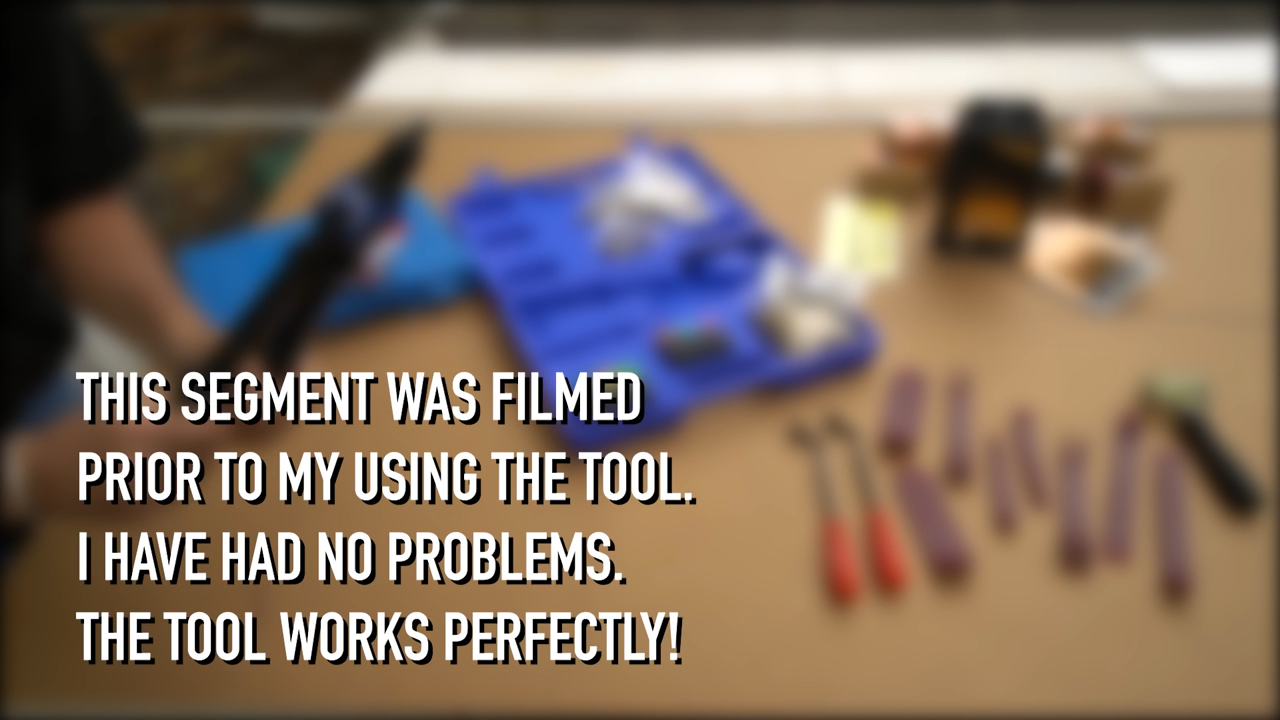 THIS SEGMENT WAS FILMED
PRIOR TO MY USING THE TOOL.
I HAVE HAD NO PROBLEMS.
THE TOOL WORKS PERFECTLY!